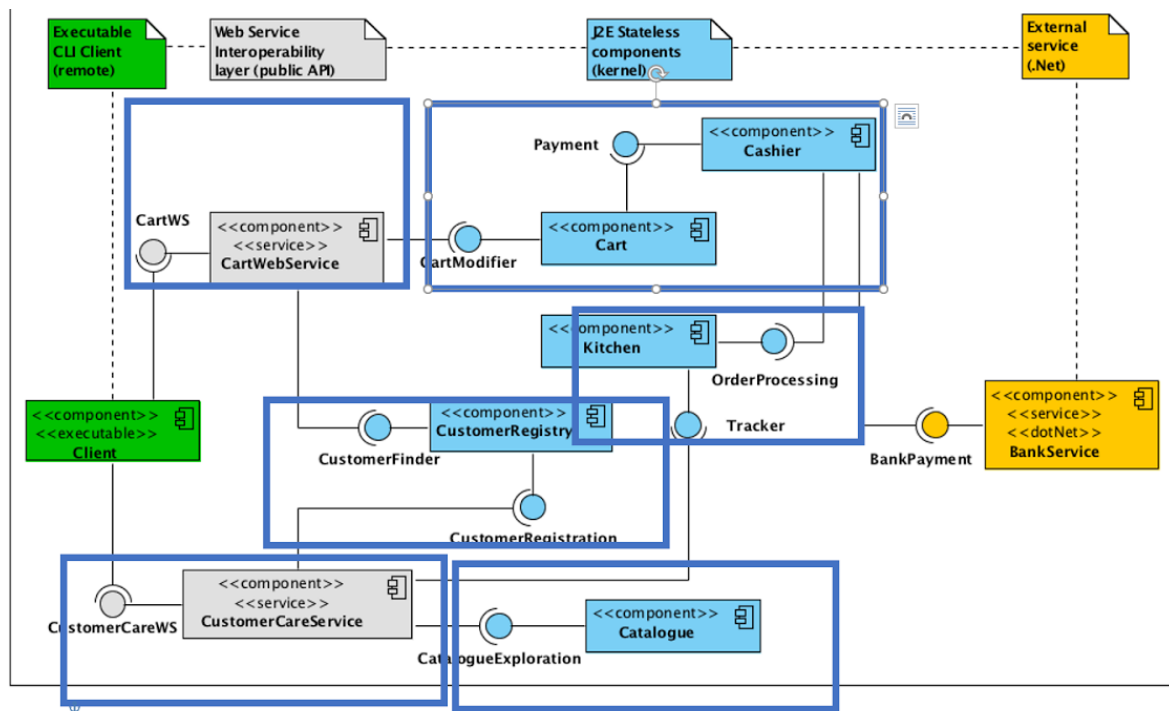 Executable
CLI Client
(remote)
Web Service
Interoperability
layer (public API)
J2E Stateless
components
(kernel)
External
service
(.Net)
Payment
<<component>>
Cashier
CartWS
<<component>>
<<service>>
CartWebService
CartModifier
<<component>>
Cart
<<component>>
Kitchen
OrderProcessing
<<component>>
<<executable>>
Client
CustomerFinder
<<component>>
CustomerRegistry
Tracker
BankPayment
<<component>>
<<service>>
<<dotNet>>
BankService
CustomerRegistration
CustomerCareWS
<<component>>
<<service>>
CustomerCareService
CatalogueExploration
<<component>>
Catalogue